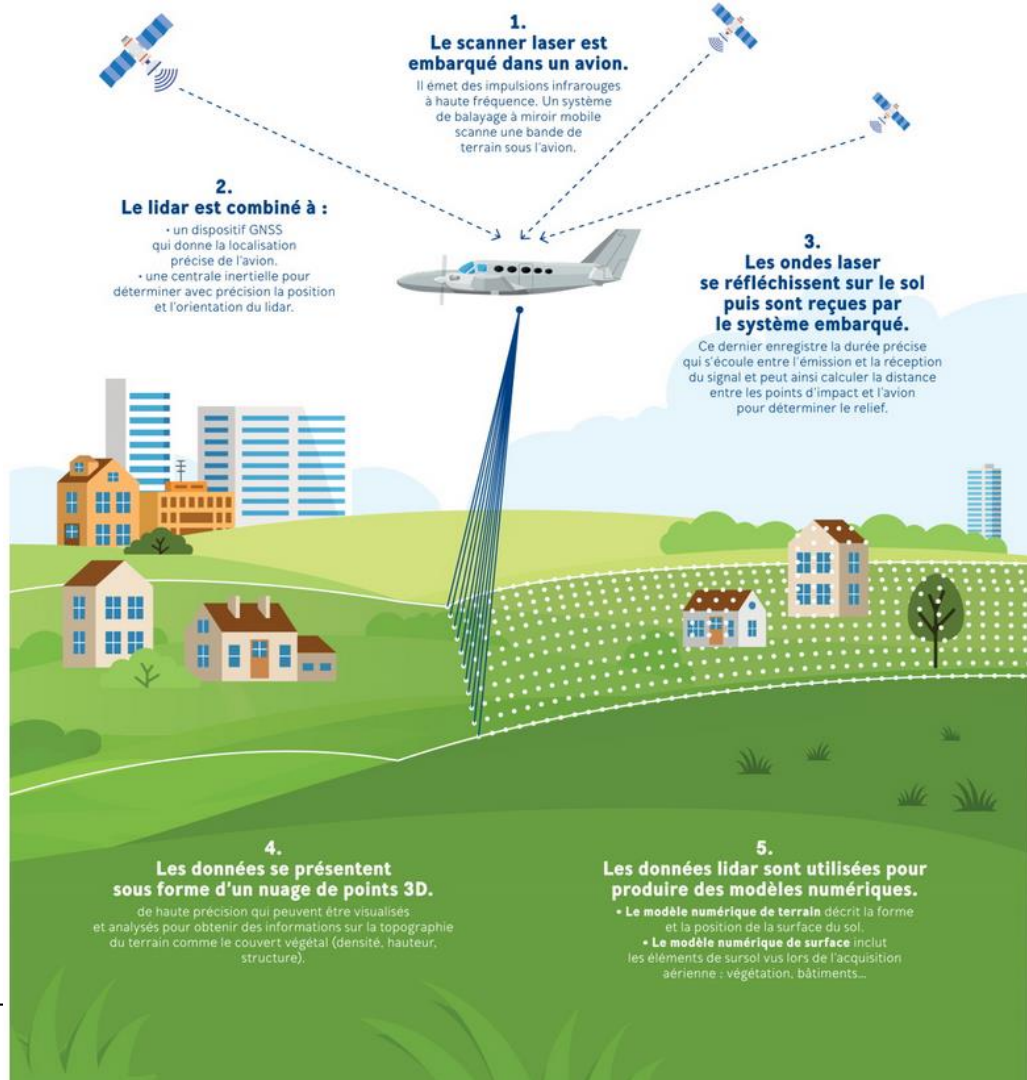 1.
Le scanner laser est
embarqué dans un avion.
Il émet des impulsions infrarouges
à haute fréquence. Un système
de balayage à miroir mobile
scanne une bande de
terrain sous l'avion.
2.
Le lidar est combiné à :
• un dispositif GNSS
qui donne la localisation
précise de l'avion.
• une centrale inertielle pour
déterminer avec précision la position
et l'orientation du lidar.
3.
Les ondes laser
se réfléchissent sur le sol
puis sont reçues par
le système embarqué.
Ce dernier enregistre la durée précise
qui s'écoule entre l'émission et la réception
du signal et peut ainsi calculer la distance
entre les points d'impact et l'avion
pour déterminer le relief.
4.
Les données se présentent
sous forme d'un nuage de points 3D.
de haute précision qui peuvent être visualisés
et analysés pour obtenir des informations sur la topographie
du terrain comme le couvert végétal (densité, hauteur,
structure).
5.
Les données lidar sont utilisées pour
produire des modèles numériques.
• Le modèle numérique de terrain décrit la forme
et la position de la surface du sol.
• Le modèle numérique de surface inclut
les éléments de sursol vus lors de l'acquisition
aérienne : végétation, bâtiments...